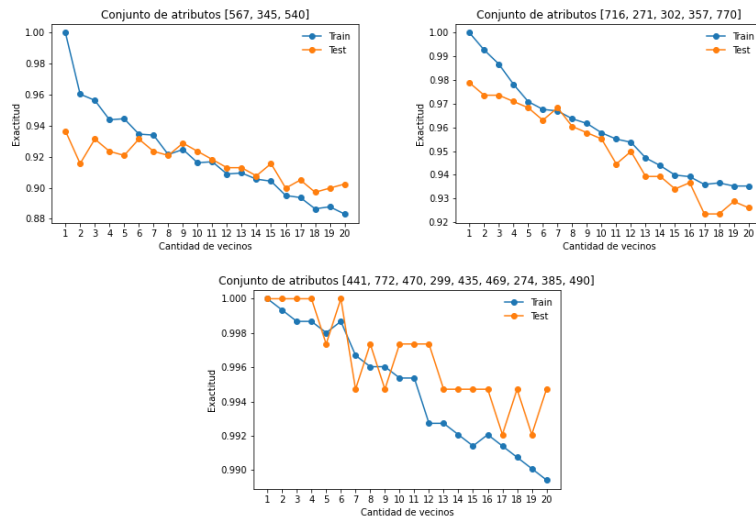 Conjunto de atributos [567, 345, 540]
1.00
0.98
0.96
0.94
0.92
0.90
0.88
Exactitud
Train
Test
1 2 3 4 5 6 7 8 9 10 11 12 13 14 15 16 17 18 19 20
Cantidad de vecinos
Conjunto de atributos [716, 271, 302, 357, 770]
1.00
0.99
0.98
0.97
0.96
0.95
0.94
0.93
0.92
Exactitud
Train
Test
1 2 3 4 5 6 7 8 9 10 11 12 13 14 15 16 17 18 19 20
Cantidad de vecinos
Conjunto de atributos [441, 772, 470, 299, 435, 469, 274, 385, 490]
1.000
0.998
0.996
0.994
0.992
0.990
Exactitud
Train
Test
1 2 3 4 5 6 7 8 9 10 11 12 13 14 15 16 17 18 19 20
Cantidad de vecinos